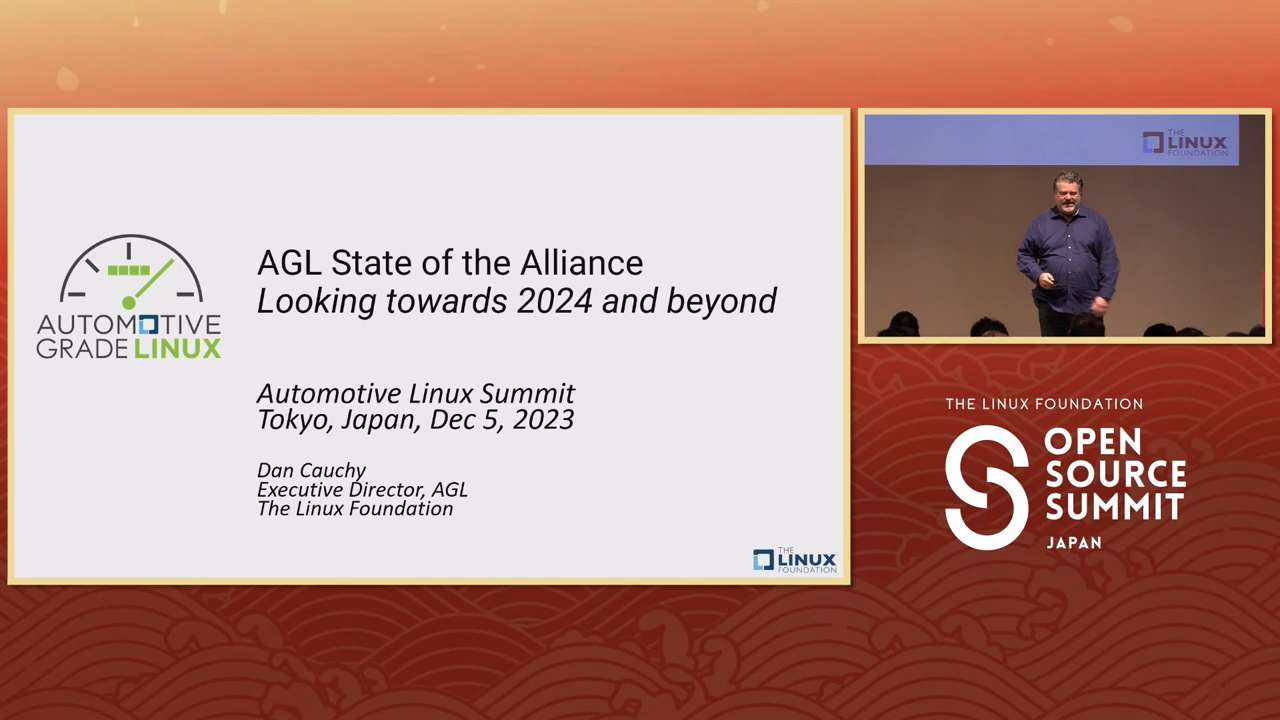 AGL State of the Alliance
Looking towards 2024 and beyond
AUTOMOTIVE
GRADE LINUX
Automotive Linux Summit
Tokyo, Japan, Dec 5, 2023
Dan Cauchy
Executive Director, AGL
The Linux Foundation
THE
LINUX
FOUNDATION
THE
LINUX
FOUNDATION
THE LINUX FOUNDATION
OPEN
SOURCE
SUMMIT
JAPAN